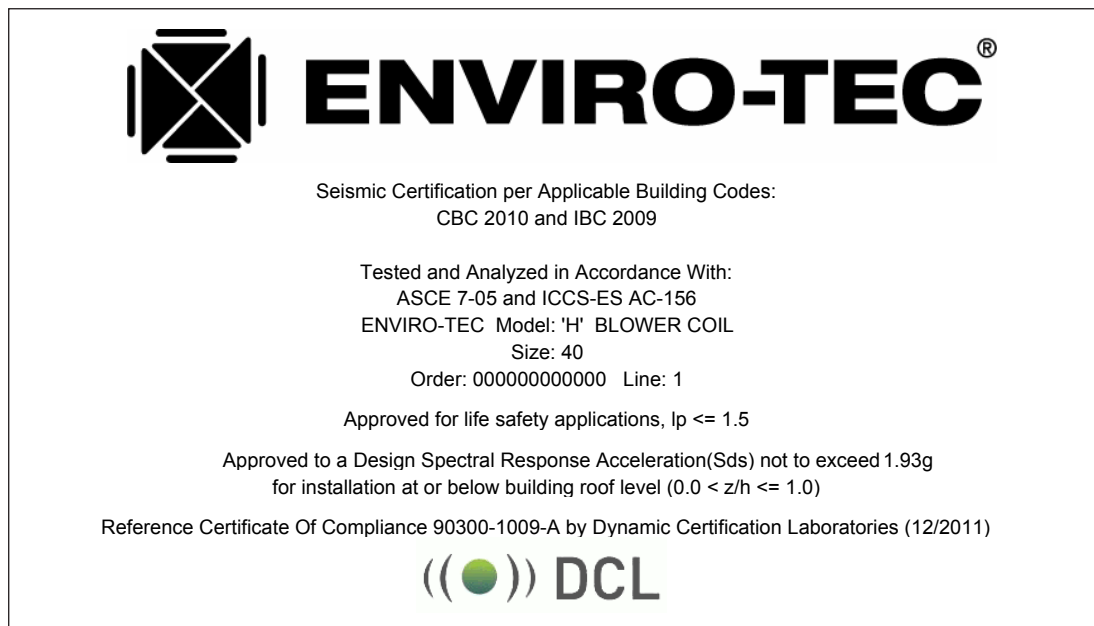 ENVIRO-TEC®
Seismic Certification per Applicable Building Codes:
CBC 2010 and IBC 2009
Tested and Analyzed in Accordance With:
ASCE 7-05 and ICCS-ES AC-156
ENVIRO-TEC Model: 'H' BLOWER COIL
Size: 40
Order: 000000000000 Line: 1
Approved for life safety applications, Ip <= 1.5
Approved to a Design Spectral Response Acceleration(Sds) not to exceed 1.93g
for installation at or below building roof level (0.0 < z/h <= 1.0)
Reference Certificate Of Compliance 90300-1009-A by Dynamic Certification Laboratories (12/2011)
DCL